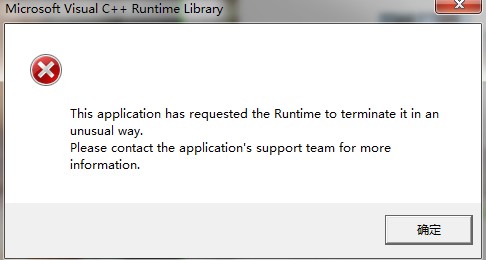 Microsoft Visual C++ Runtime Library
This application has requested the Runtime to terminate it in an
unusual way.
Please contact the application's support team for more
information.
确定